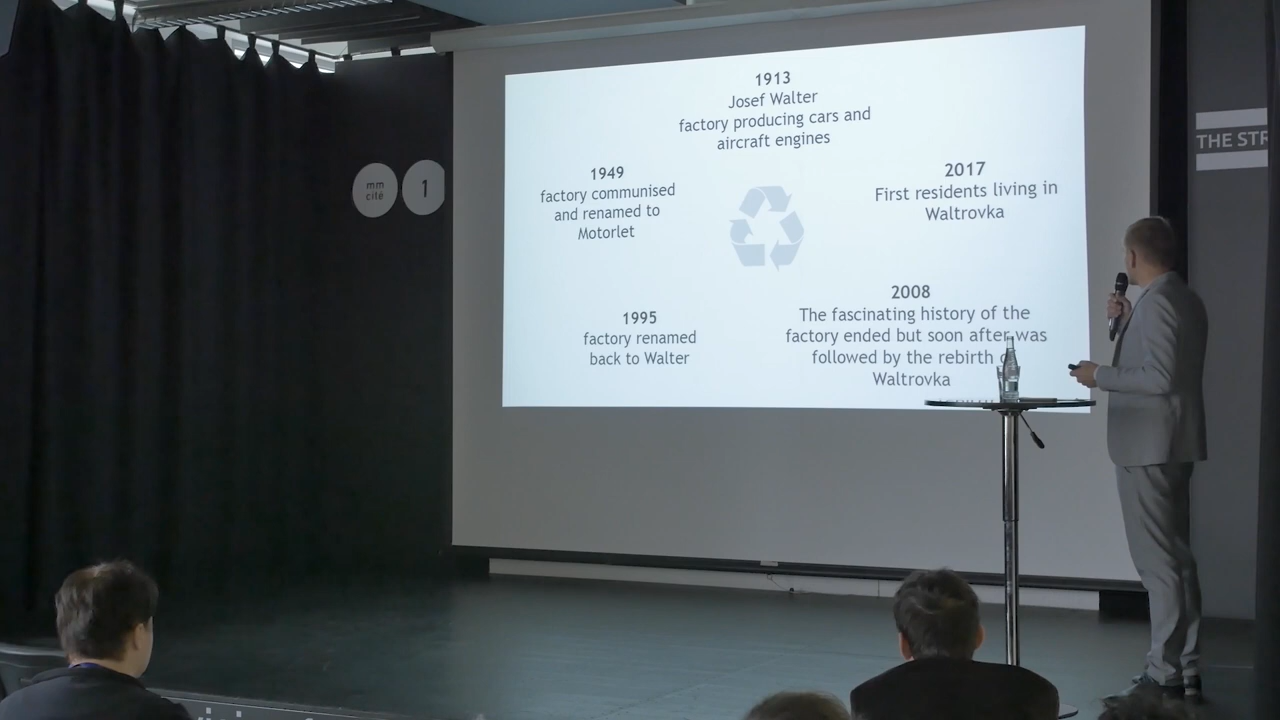 1913
Josef Walter
factory producing cars and
aircraft engines
1949
factory communised
and renamed to
Motorlet
2017
First residents living in
Waltrovka
1995
factory renamed
back to Walter
2008
The fascinating history of the
factory ended but soon after was
followed by the rebirth
Waltrovka
mm
cité
1
THE STR